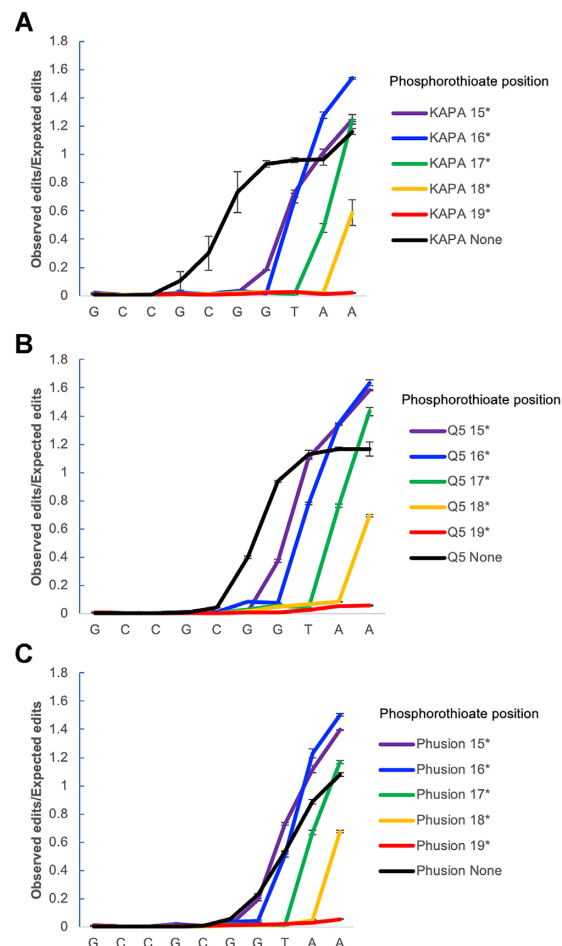 A
1.8
1.6
1.4
1.2
1
0.8
0.6
0.4
0.2
0
Observed edits/Expexted edits
G C C G C G G T A A
Phosphorothioate position
KAPA 15*
KAPA 16*
KAPA 17*
KAPA 18*
KAPA 19*
KAPA None
B
1.8
1.6
1.4
1.2
1
0.8
0.6
0.4
0.2
0
Observed edits/Expected edits
G C C G C G G T A A
Phosphorothioate position
Q5 15*
Q5 16*
Q5 17*
Q5 18*
Q5 19*
Q5 None
C
1.8
1.6
1.4
1.2
1
0.8
0.6
0.4
0.2
0
Observed edits/Expected edits
G C C G C G G T A A
Phosphorothioate position
Phusion 15*
Phusion 16*
Phusion 17*
Phusion 18*
Phusion 19*
Phusion None